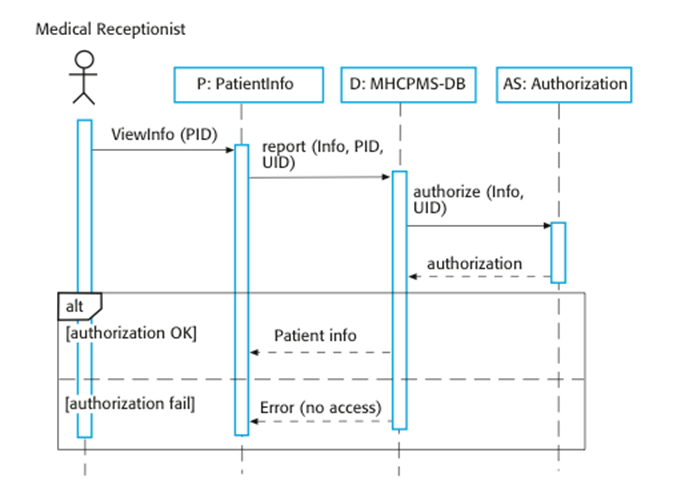 Medical Receptionist
P: PatientInfo
D: MHCPMS-DB
AS: Authorization
ViewInfo (PID)
report (Info, PID,
UID)
authorize (Info,
UID)
authorization
alt
[authorization OK]
Patient info
[authorization fail]
Error (no access)